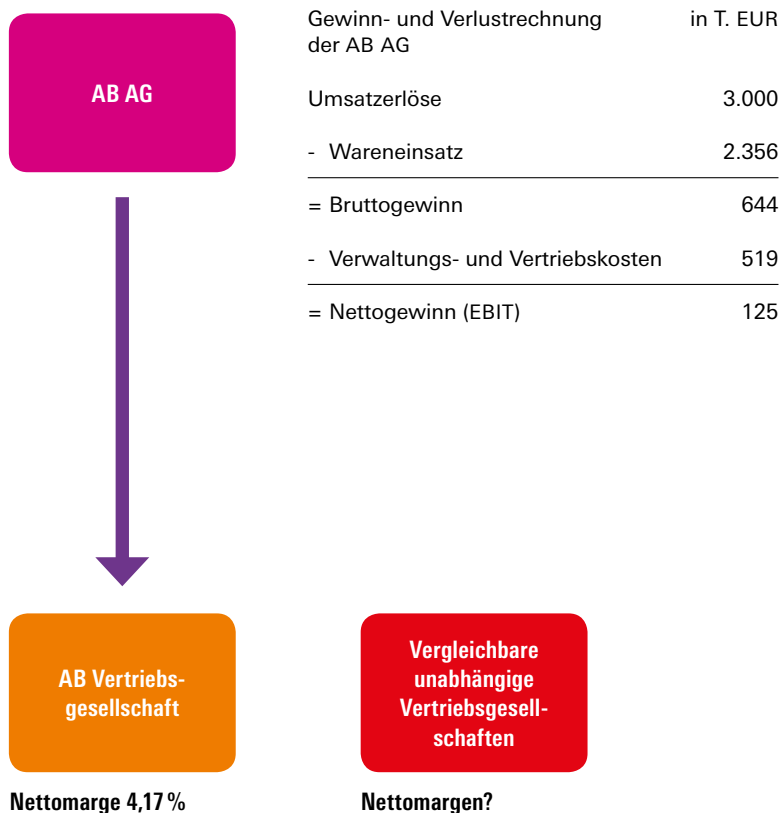 AB AG
Gewinn- und Verlustrechnung in T. EUR
der AB AG
Umsatzerlöse 3.000
- Wareneinsatz 2.356
= Bruttogewinn 644
- Verwaltungs- und Vertriebskosten 519
= Nettogewinn (EBIT) 125
AB Vertriebs-
gesellschaft
Nettomarge 4,17 %
Vergleichbare
unabhängige
Vertriebsgesell-
schaften
Nettomargen?